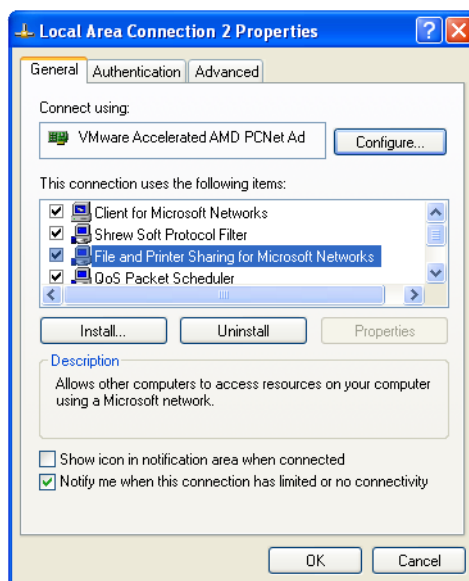 Local Area Connection 2 Properties
General Authentication Advanced
Connect using:
VMware Accelerated AMD PCNet Ad
Configure...
This connection uses the following items:
Client for Microsoft Networks
Shrew Soft Protocol Filter
File and Printer Sharing for Microsoft Networks
QoS Packet Scheduler
Install... Uninstall Properties
Description
Allows other computers to access resources on your computer
using a Microsoft network.
Show icon in notification area when connected
Notify me when this connection has limited or no connectivity
OK Cancel